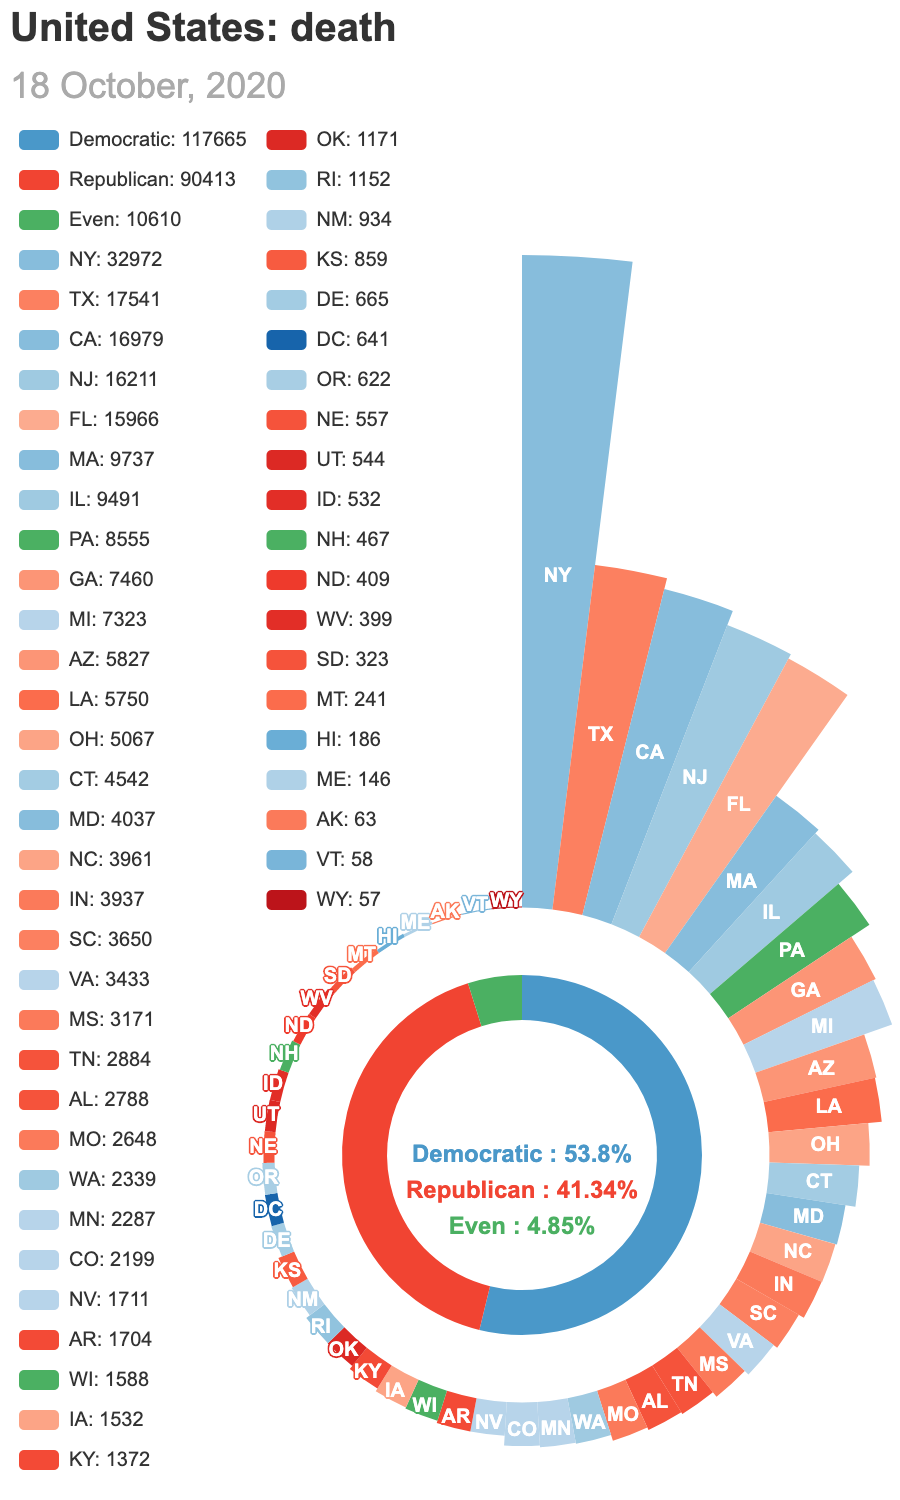 United States: death
18 October, 2020
Democratic: 117665
Republican: 90413
Even: 10610
NY: 32972
TX: 17541
CA: 16979
NJ: 16211
FL: 15966
MA: 9737
IL: 9491
PA: 8555
GA: 7460
MI: 7323
AZ: 5827
LA: 5750
OH: 5067
CT: 4542
MD: 4037
NC: 3961
IN: 3937
SC: 3650
VA: 3433
MS: 3171
TN: 2884
AL: 2788
MO: 2648
WA: 2339
MN: 2287
CO: 2199
NV: 1711
AR: 1704
WI: 1588
IA: 1532
KY: 1372
OK: 1171
RI: 1152
NM: 934
KS: 859
DE: 665
DC: 641
OR: 622
NE: 557
UT: 544
ID: 532
NH: 467
ND: 409
WV: 399
SD: 323
MT: 241
HI: 186
ME: 146
AK: 63
VT: 58
WY: 57
NY
TX
CA
NJ
FL
MA
IL
PA
GA
MI
AZ
LA
OH
CT
MD
NC
IN
SC
VA
MS
TN
AL
MO
WA
MN
CO
NV
AR
WI
IA
KY
OK
RI
NM
KS
DE
DC
OR
NE
UT
ID
NH
ND
WV
SD
MT
HI
ME
AK
VT
WY
Democratic : 53.8%
Republican : 41.34%
Even : 4.85%